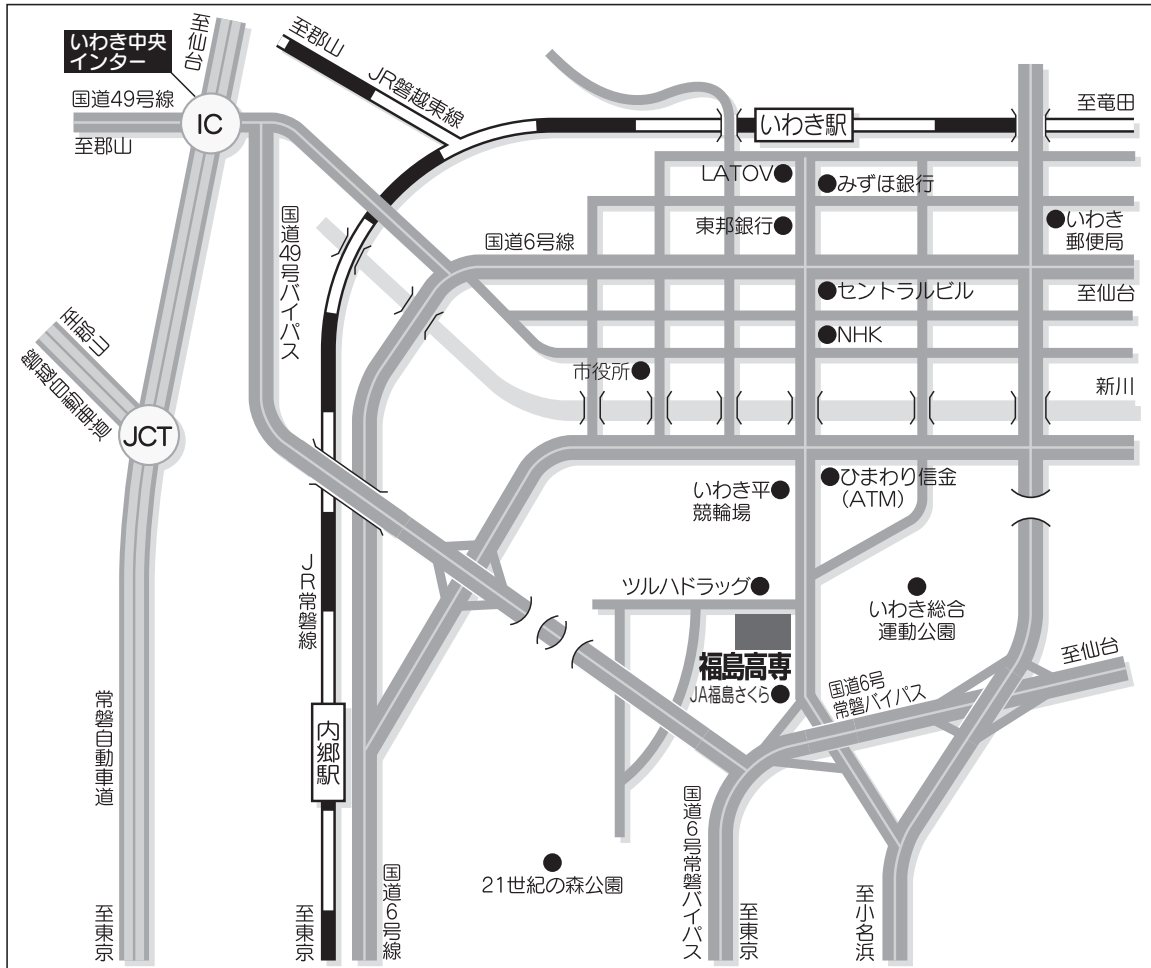 いわき中央
インター
至仙台
至郡山
JR磐越東線
国道49号線
至郡山
IC
いわき駅
至竜田
LATOV
みずほ銀行
東邦銀行
いわき
郵便局
国道6号線
国道49号バイパス
セントラルビル
至仙台
NHK
市役所
新川
至郡山
磐越自動車道
JCT
いわき平
競輪場
ひまわり信金
(ATM)
JR常磐線
ツルハドラッグ
いわき総合
運動公園
福島高専
JA福島さくら
国道6号
常磐バイパス
至仙台
常磐自動車道
内郷駅
21世紀の森公園
国道6号線
国道6号常磐バイパス
至東京
至東京
至東京
至小名浜